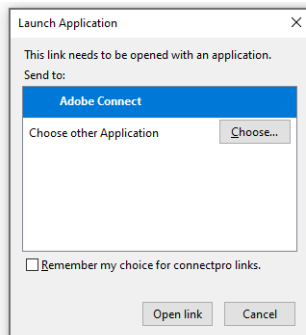 Launch Application
This link needs to be opened with an application.
Send to:
Adobe Connect
Choose other Application
Choose...
Remember my choice for connectpro links.
Open link
Cancel